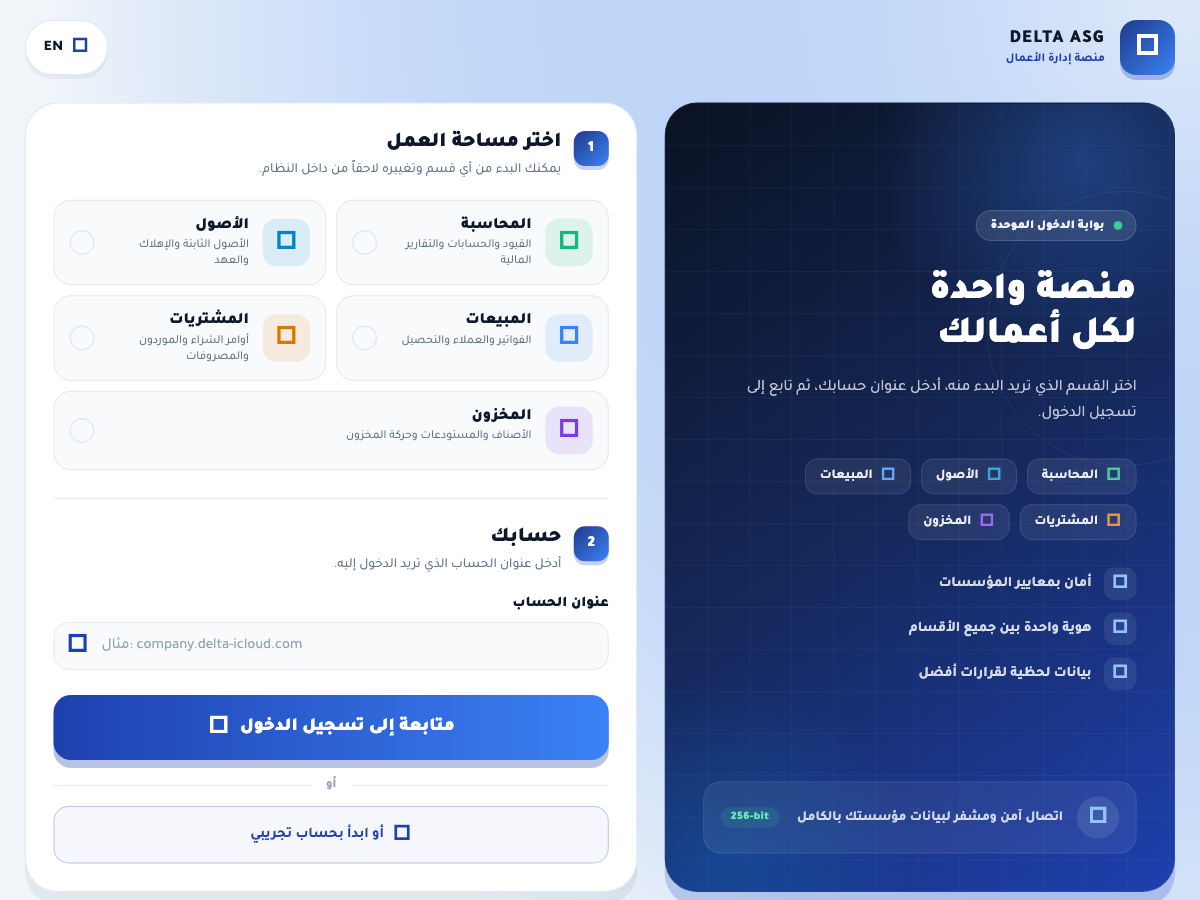 DELTA ASG
منصة إدارة الأعمال
EN
بوابة الدخول الموحدة
منصة واحدة
لكل أعمالك
اختر القسم الذي تريد البدء منه، أدخل عنوان حسابك، ثم تابع إلى
تسجيل الدخول.
المحاسبة
الأصول
المبيعات
المشتريات
المخزون
أمان بمعايير المؤسسات
هوية واحدة بين جميع الأقسام
بيانات لحظية لقرارات أفضل
اتصال آمن ومشفر لبيانات مؤسستك بالكامل
256-bit
1
اختر مساحة العمل
يمكنك البدء من أي قسم وتغييره لاحقاً من داخل النظام.
المحاسبة
القيود والحسابات والتقارير
المالية
الأصول
الأصول الثابتة والإهلاك
والعهد
المبيعات
الفواتير والعملاء والتحصيل
المشتريات
أوامر الشراء والموردون
والمصروفات
المخزون
الأصناف والمستودعات وحركة المخزون
2
حسابك
أدخل عنوان الحساب الذي تريد الدخول إليه.
عنوان الحساب
مثال: company.delta-icloud.com
متابعة إلى تسجيل الدخول
أو
أو ابدأ بحساب تجريبي